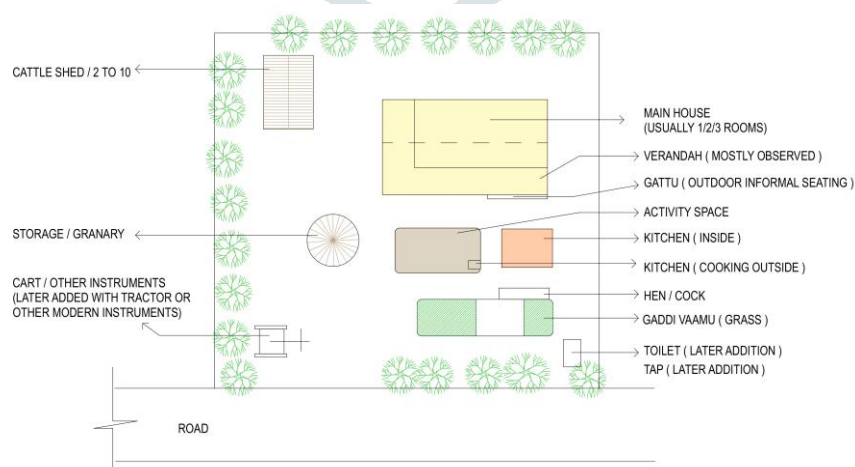 CATTLE SHED / 2 TO 10
STORAGE / GRANARY
CART / OTHER INSTRUMENTS
(LATER ADDED WITH TRACTOR OR
OTHER MODERN INSTRUMENTS)
MAIN HOUSE
(USUALLY 1/2/3 ROOMS)
VERANDAH ( MOSTLY OBSERVED )
GATTU ( OUTDOOR INFORMAL SEATING )
ACTIVITY SPACE
KITCHEN ( INSIDE )
KITCHEN ( COOKING OUTSIDE )
HEN / COCK
GADDI VAAMU ( GRASS )
TOILET ( LATER ADDITION )
TAP ( LATER ADDITION )
ROAD